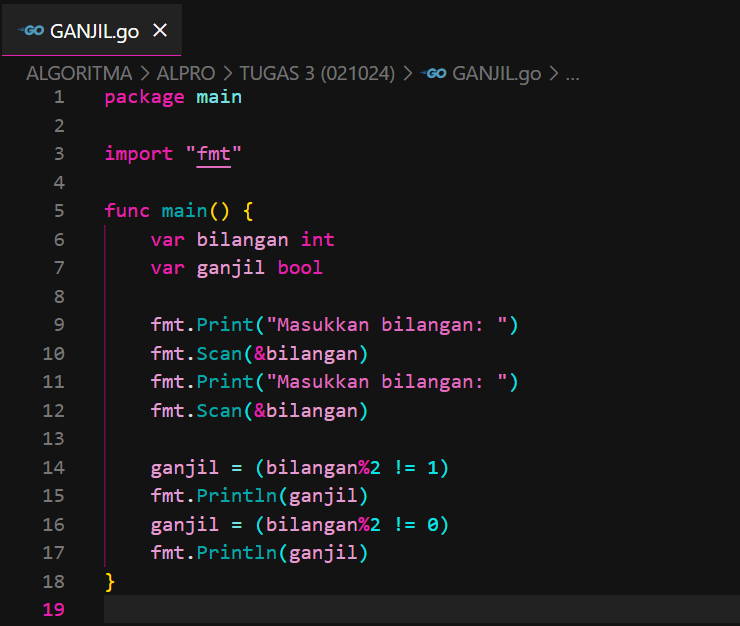 GO GANJIL.go ×
ALGORITMA > ALPRO > TUGAS 3 (021024) > GO GANJIL.go > ...
1 package main
2
3 import "fmt"
4
5 func main() {
6     var bilangan int
7     var ganjil bool
8
9     fmt.Print("Masukkan bilangan: ")
10     fmt.Scan(&bilangan)
11     fmt.Print("Masukkan bilangan: ")
12     fmt.Scan(&bilangan)
13
14     ganjil = (bilangan%2 != 1)
15     fmt.Println(ganjil)
16     ganjil = (bilangan%2 != 0)
17     fmt.Println(ganjil)
18 }
19